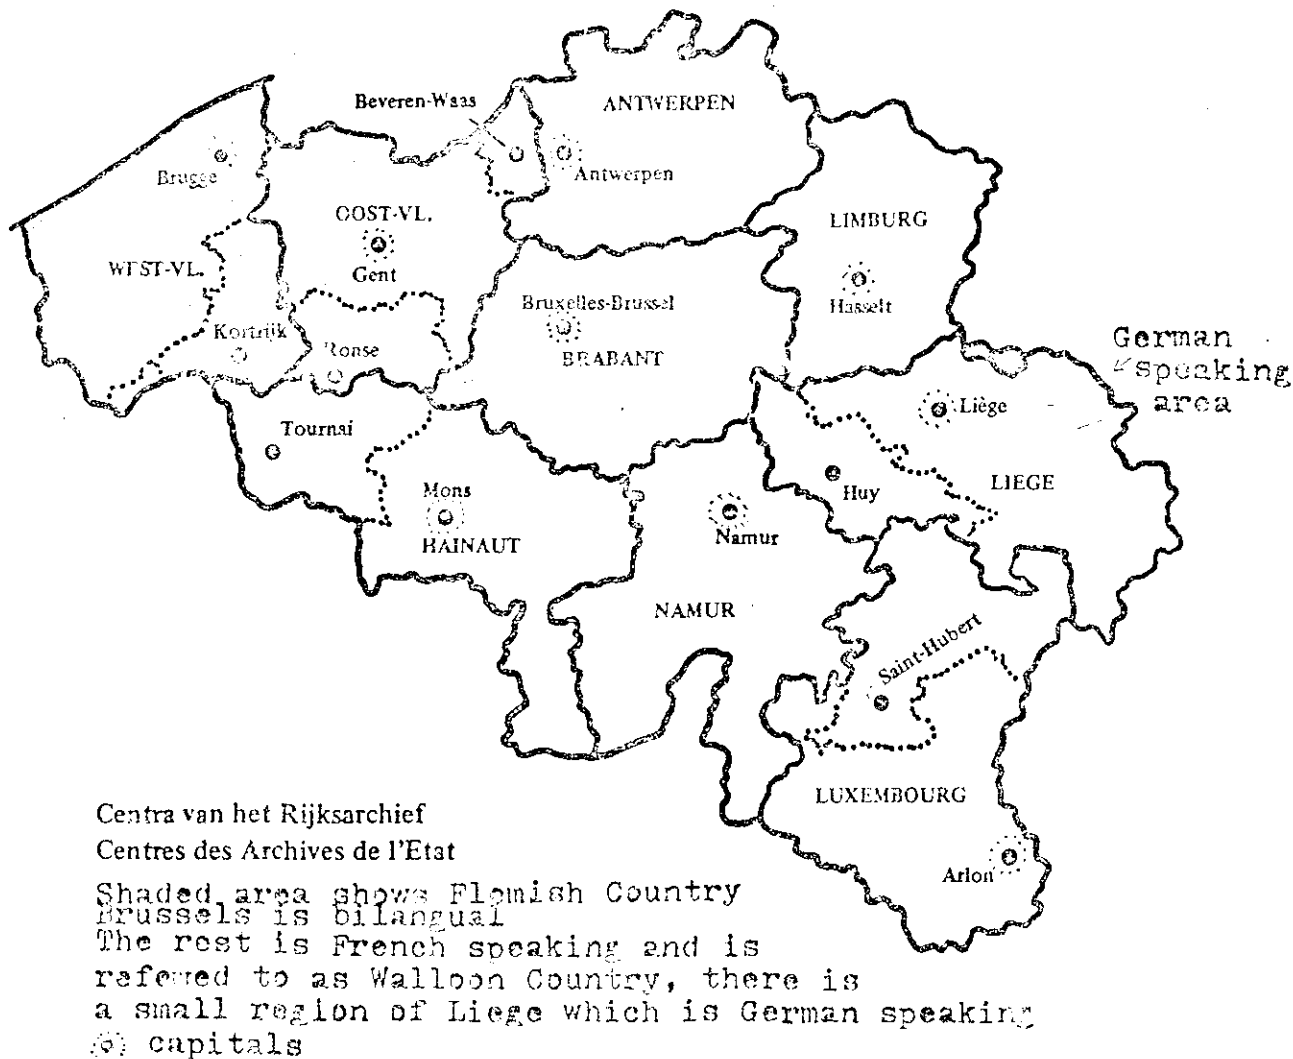 Beveren-Waas
ANTWERPEN
Brugge
Antwerpen
OOST-VL.
LIMBURG
WEST-VL.
Gent
Hasselt
Bruxelles-Brussel
Kortrijk
Ronse
BRABANT
German
speaking
area
Liège
Tournai
Mons
Huy
LIEGE
HAINAUT
Namur
NAMUR
Saint-Hubert
LUXEMBOURG
Arlon
Centra van het Rijksarchief
Centres des Archives de l'Etat
Shaded area shows Flemish Country
Brussels is bilangual
The rest is French speaking and is
refered to as Walloon Country, there is
a small region of Liege which is German speaking
capitals